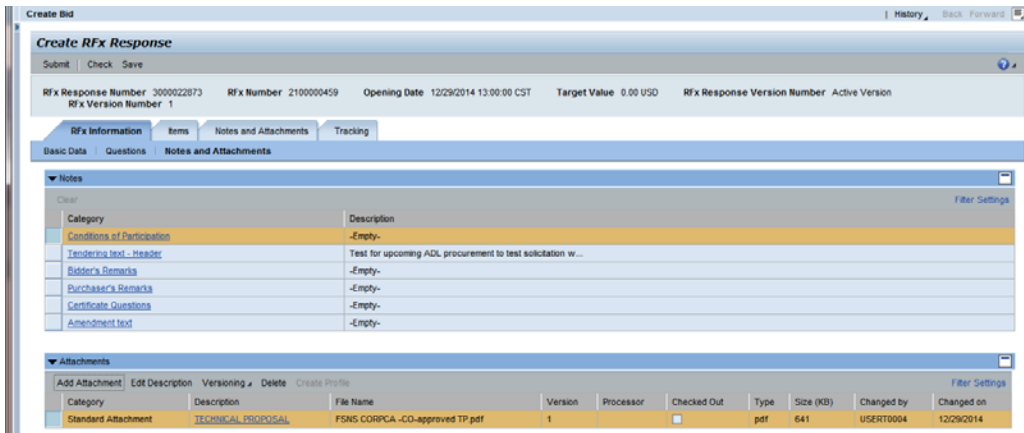 Create Bid | History Back Forward
Create RFx Response
Submit | Check Save
RFx Response Number 3000022873 RFx Number 2100000459 Opening Date 12/29/2014 13:00:00 CST Target Value 0.00 USD RFx Response Version Number Active Version
RFx Version Number 1
RFx Information Items Notes and Attachments Tracking
Basic Data | Questions | Notes and Attachments
Notes
Clear Filter Settings
Category Description
Conditions of Participation -Empty-
Tendering text - Header Test for upcoming ADL procurement to test solicitation w...
Bidder's Remarks -Empty-
Purchaser's Remarks -Empty-
Certificate Questions -Empty-
Amendment text -Empty-
Attachments
Add Attachment Edit Description Versioning Delete Create Profile Filter Settings
Category Description File Name Version Processor Checked Out Type Size (KB) Changed by Changed on
Standard Attachment TECHNICAL PROPOSAL FSNS CORPCA -CO-approved TP.pdf 1 pdf 641 USERT0004 12/29/2014